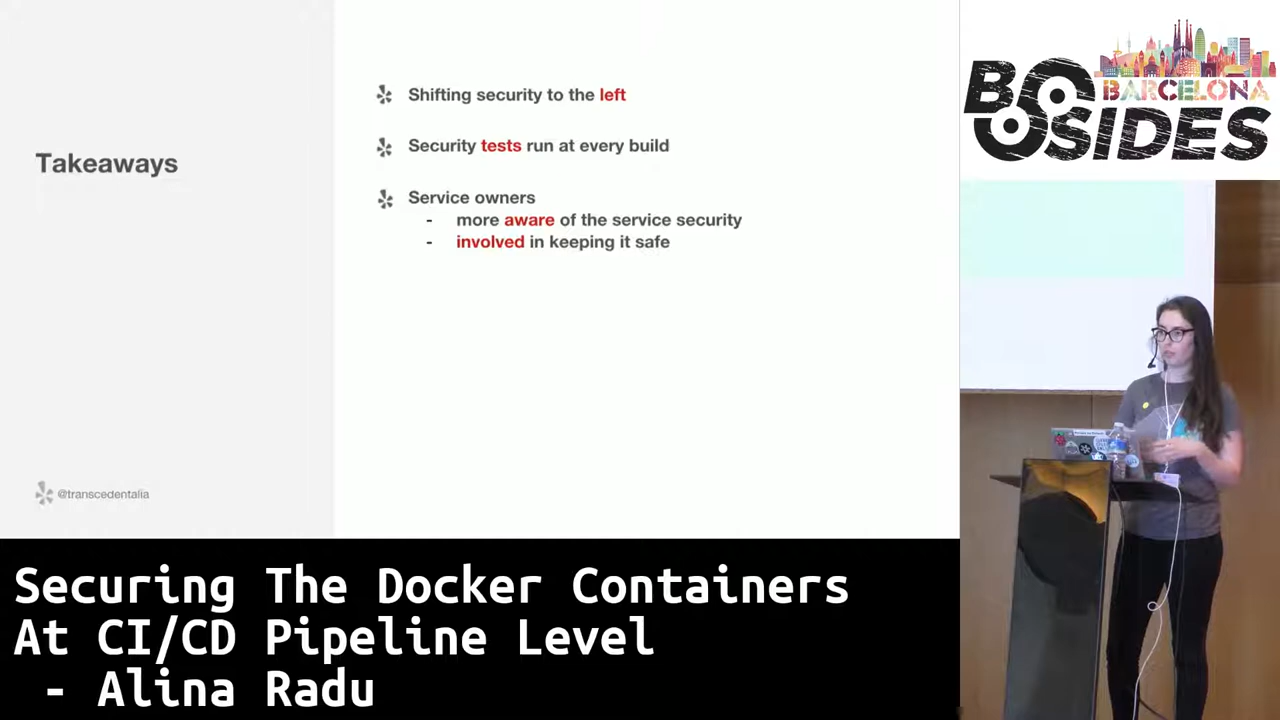 Takeaways
Shifting security to the left
Security tests run at every build
Service owners
- more aware of the service security
- involved in keeping it safe
@transcedentalia
BSIDES
BARCELONA
Securing The Docker Containers
At CI/CD Pipeline Level
- Alina Radu